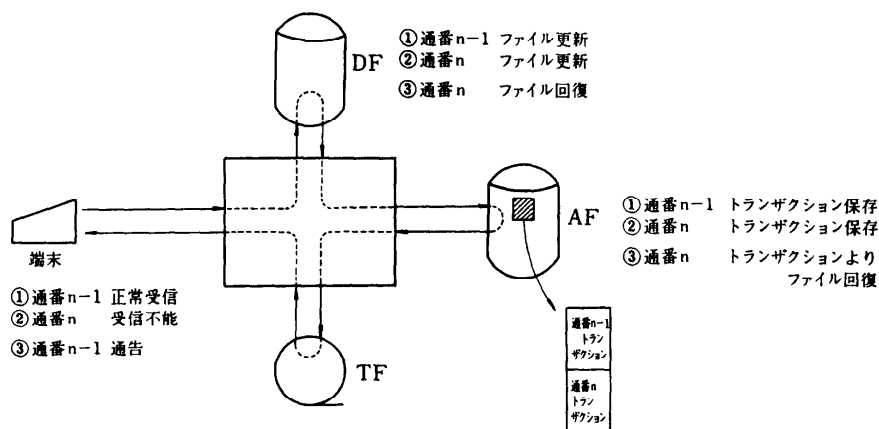 DF
①通番n-1 ファイル更新
②通番n ファイル更新
③通番n ファイル回復
端末
①通番n-1 正常受信
②通番n 受信不能
③通番n-1 通告
TF
AF
①通番n-1 トランザクション保存
②通番n トランザクション保存
③通番n トランザクションより
ファイル回復
通番n-1
トラン
ザクション
通番n
トラン
ザクション